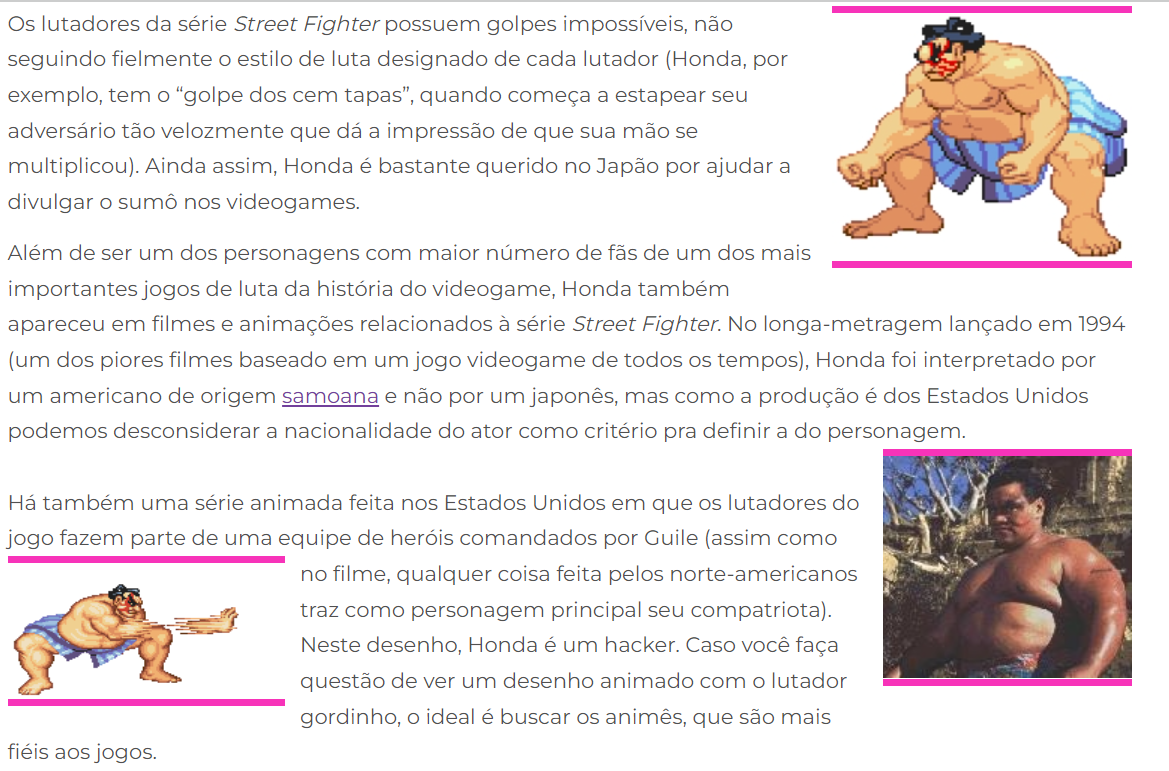 Os lutadores da série Street Fighter possuem golpes impossíveis, não
seguindo fielmente o estilo de luta designado de cada lutador (Honda, por
exemplo, tem o “golpe dos cem tapas”, quando começa a estapear seu
adversário tão velozmente que dá a impressão de que sua mão se
multiplicou). Ainda assim, Honda é bastante querido no Japão por ajudar a
divulgar o sumô nos videogames.
Além de ser um dos personagens com maior número de fãs de um dos mais
importantes jogos de luta da história do videogame, Honda também
apareceu em filmes e animações relacionados à série Street Fighter. No longa-metragem lançado em 1994
(um dos piores filmes baseado em um jogo videogame de todos os tempos), Honda foi interpretado por
um americano de origem samoana e não por um japonês, mas como a produção é dos Estados Unidos
podemos desconsiderar a nacionalidade do ator como critério pra definir a do personagem.
Há também uma série animada feita nos Estados Unidos em que os lutadores do
jogo fazem parte de uma equipe de heróis comandados por Guile (assim como
no filme, qualquer coisa feita pelos norte-americanos
traz como personagem principal seu compatriota).
Neste desenho, Honda é um hacker. Caso você faça
questão de ver um desenho animado com o lutador
gordinho, o ideal é buscar os animês, que são mais
fiéis aos jogos.